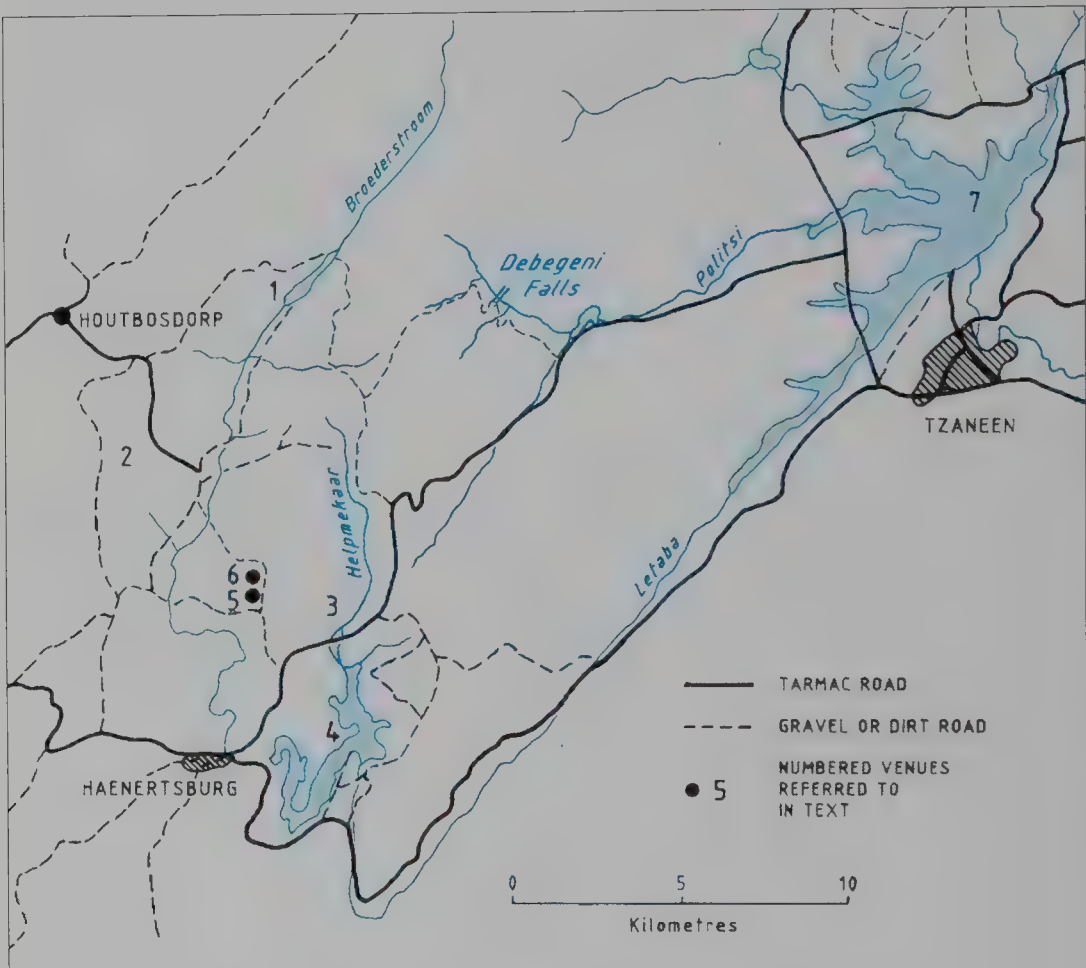 Broederstroom
7
Debegeni
Falls
Politsi
1
HOUTBOSDORP
TZANEEN
2
Helpmekaar
Letaba
6
5
3
4
HAENERTSBURG
TARMAC ROAD
GRAVEL OR DIRT ROAD
5
NUMBERED VENUES
REFERRED TO
IN TEXT
0
5
10
Kilometres